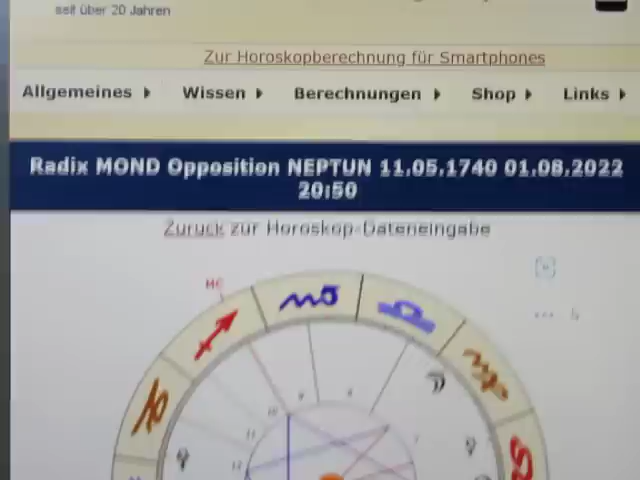 seit über 20 Jahren
Zur Horoskopberechnung für Smartphones
Allgemeines Wissen Berechnungen Shop Links
Radix MOND Opposition NEPTUN 11.05.1740 01.08.2022
20:50
Zurück zur Horoskop-Dateneingabe
MC